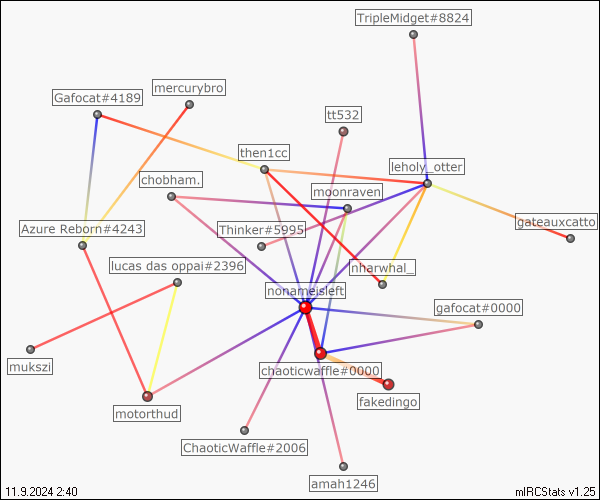 TripleMidget#8824
mercurybro
Gafocat#4189
tt532
then1cc
leholy_otter
chobham.
moonraven
gateauxcatto
Azure Reborn#4243
Thinker#5995
lucas das oppai#2396
nharwhal_
nonameisleft
gafocat#0000
mukszi
chaoticwaffle#0000
fakedingo
motorthud
ChaoticWaffle#2006
amah1246
11.9.2024 2:40
mIRCStats v1.25